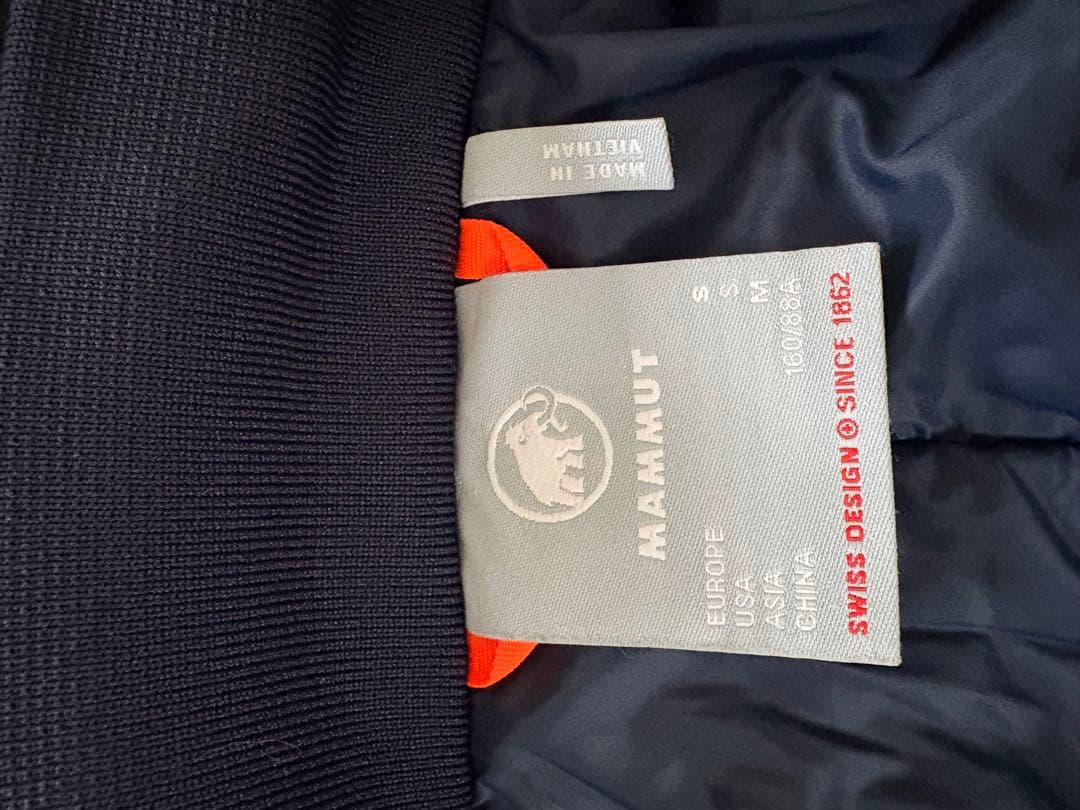 MADE IN
VIETNAM
MAMMUT
EUROPE S
USA S
ASIA M
CHINA 160/88A
SWISS DESIGN SINCE 1862